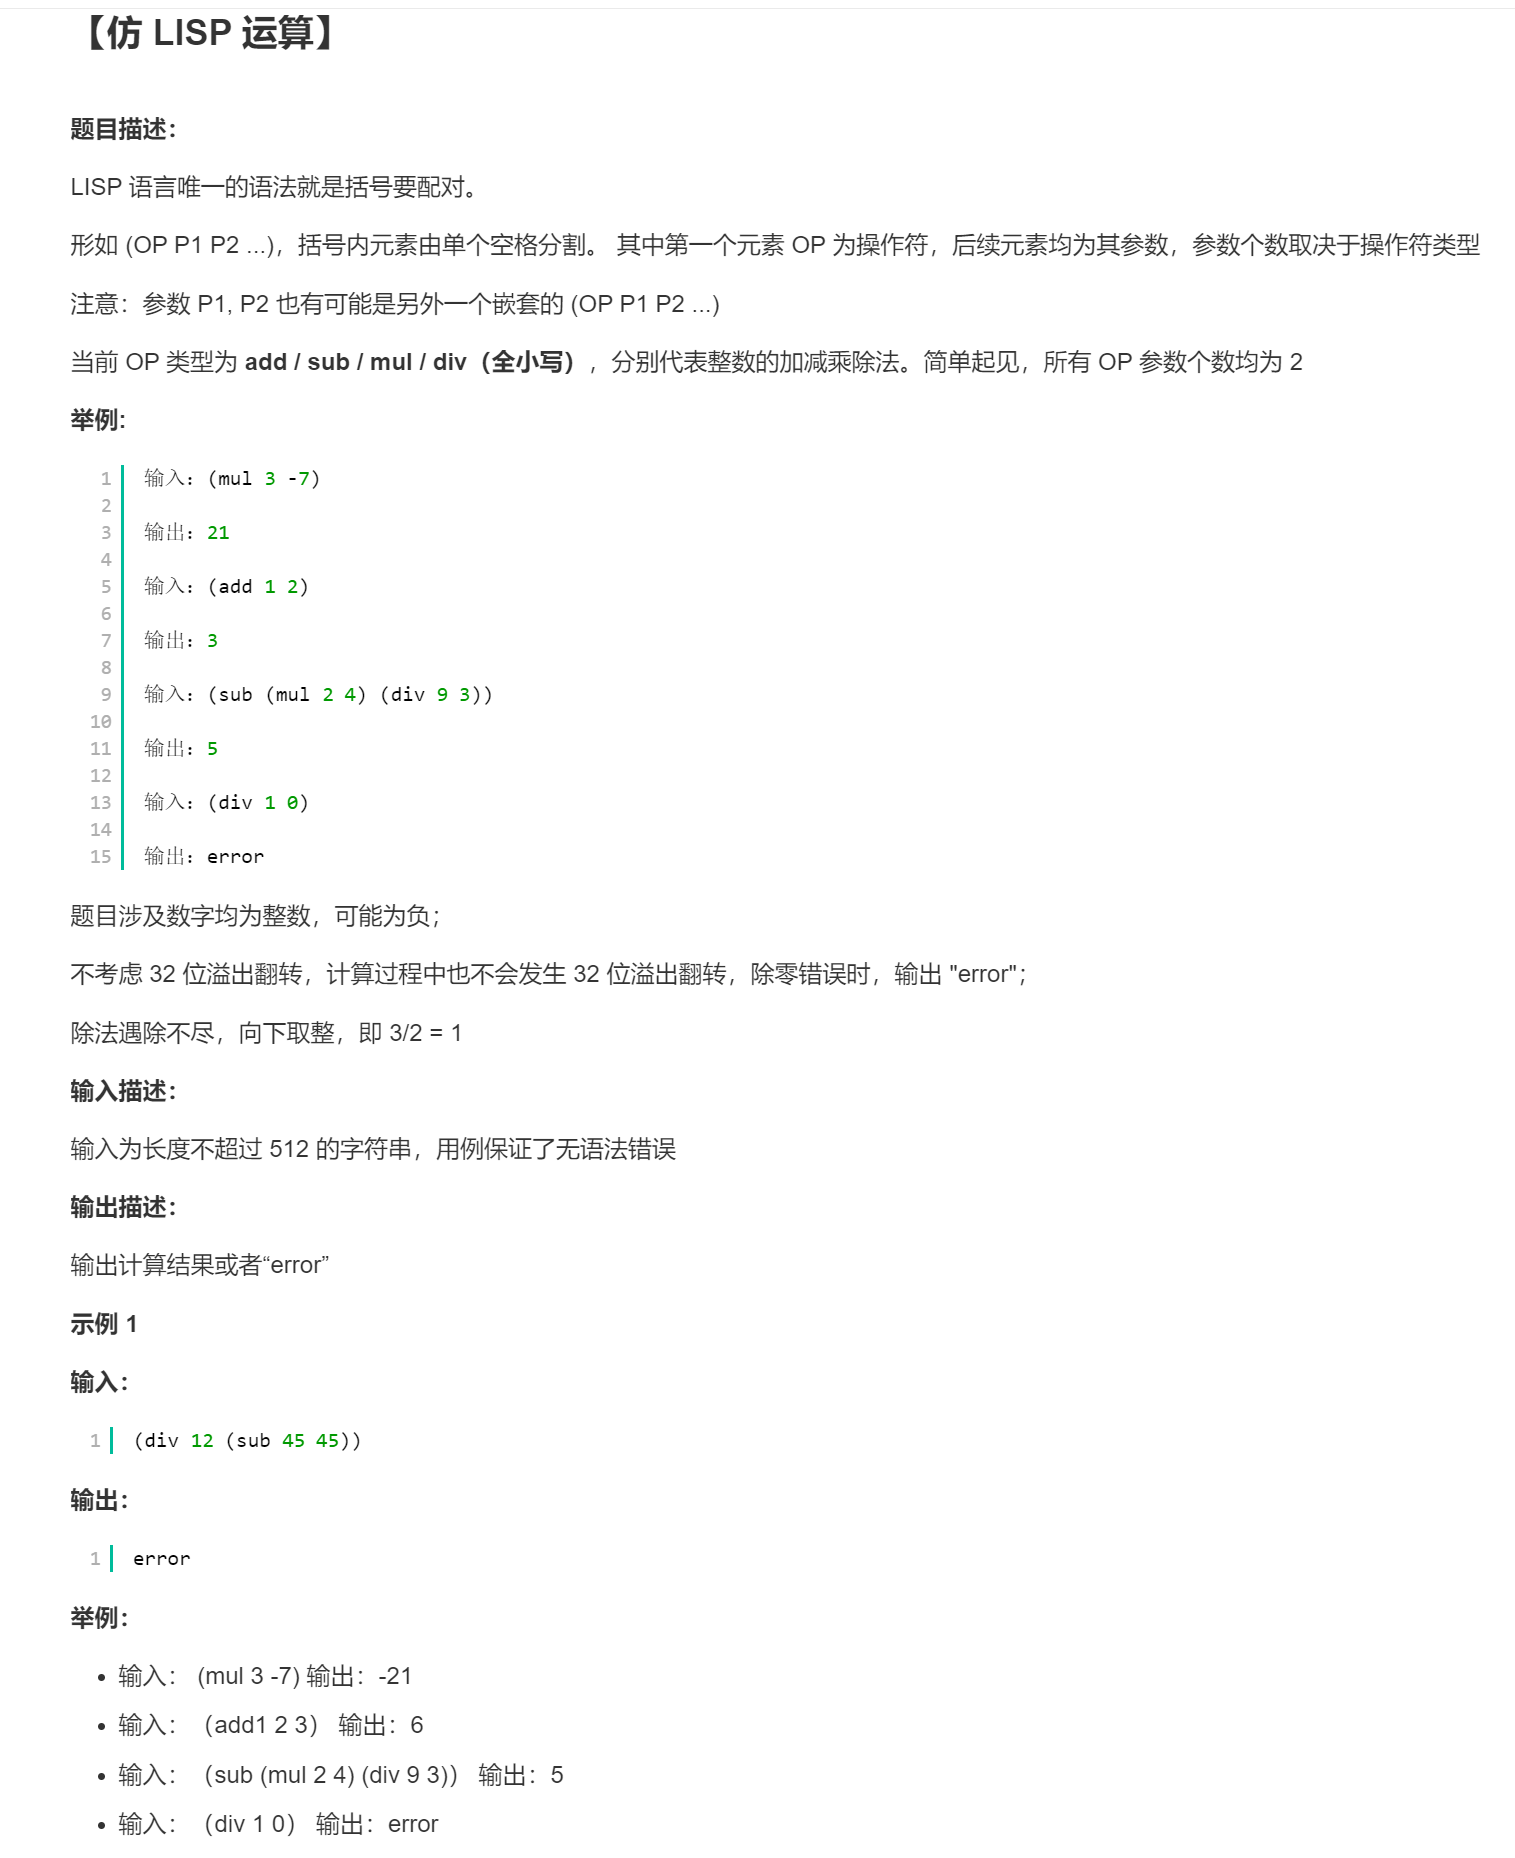 【仿 LISP 运算】
题目描述：
LISP 语言唯一的语法就是括号要配对。
形如 (OP P1 P2 ...)，括号内元素由单个空格分割。 其中第一个元素 OP 为操作符，后续元素均为其参数，参数个数取决于操作符类型
注意：参数 P1, P2 也有可能是另外一个嵌套的 (OP P1 P2 ...)
当前 OP 类型为 add / sub / mul / div（全小写），分别代表整数的加减乘除法。简单起见，所有 OP 参数个数均为 2
举例:
1 输入：(mul 3 -7)
2
3 输出：21
4
5 输入：(add 1 2)
6
7 输出：3
8
9 输入：(sub (mul 2 4) (div 9 3))
10
11 输出：5
12
13 输入：(div 1 0)
14
15 输出：error
题目涉及数字均为整数，可能为负；
不考虑 32 位溢出翻转，计算过程中也不会发生 32 位溢出翻转，除零错误时，输出 "error"；
除法遇除不尽，向下取整，即 3/2 = 1
输入描述：
输入为长度不超过 512 的字符串，用例保证了无语法错误
输出描述：
输出计算结果或者“error”
示例 1
输入：
1 (div 12 (sub 45 45))
输出：
1 error
举例：
• 输入： (mul 3 -7) 输出：-21
• 输入：（add1 2 3） 输出：6
• 输入：（sub (mul 2 4) (div 9 3)） 输出：5
• 输入：（div 1 0） 输出：error